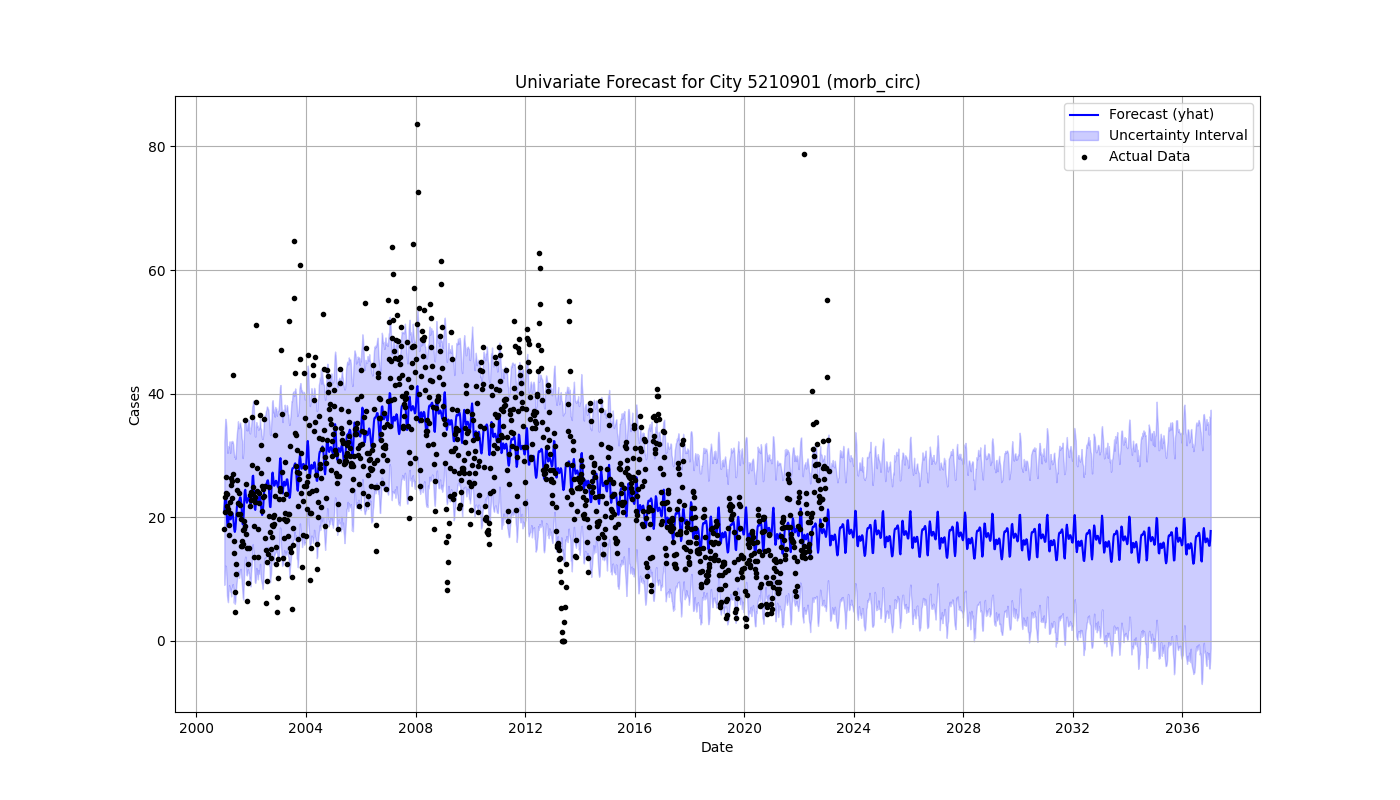 Univariate Forecast for City 5210901 (morb_circ)
Forecast (yhat)
Uncertainty Interval
Actual Data
Cases
80
60
40
20
0
2000 2004 2008 2012 2016 2020 2024 2028 2032 2036
Date